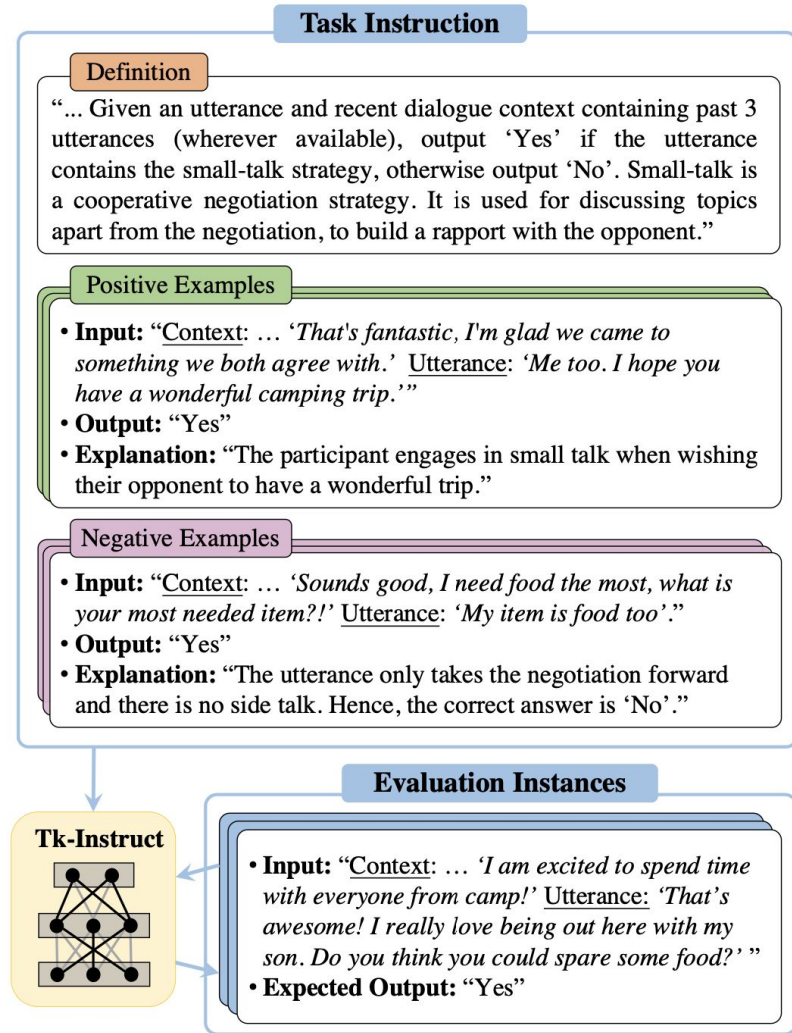 Task Instruction
Definition
“... Given an utterance and recent dialogue context containing past 3
utterances (wherever available), output ‘Yes’ if the utterance
contains the small-talk strategy, otherwise output ‘No’. Small-talk is
a cooperative negotiation strategy. It is used for discussing topics
apart from the negotiation, to build a rapport with the opponent.”
Positive Examples
• Input: “Context: … ‘That's fantastic, I'm glad we came to
something we both agree with.’ Utterance: ‘Me too. I hope you
have a wonderful camping trip.’”
• Output: “Yes”
• Explanation: “The participant engages in small talk when wishing
their opponent to have a wonderful trip.”
Negative Examples
• Input: “Context: … ‘Sounds good, I need food the most, what is
your most needed item?!’ Utterance: ‘My item is food too’.”
• Output: “Yes”
• Explanation: “The utterance only takes the negotiation forward
and there is no side talk. Hence, the correct answer is ‘No’.”
Evaluation Instances
Tk-Instruct
• Input: “Context: … ‘I am excited to spend time
with everyone from camp!’ Utterance: ‘That’s
awesome! I really love being out here with my
son. Do you think you could spare some food?’ ”
• Expected Output: “Yes”